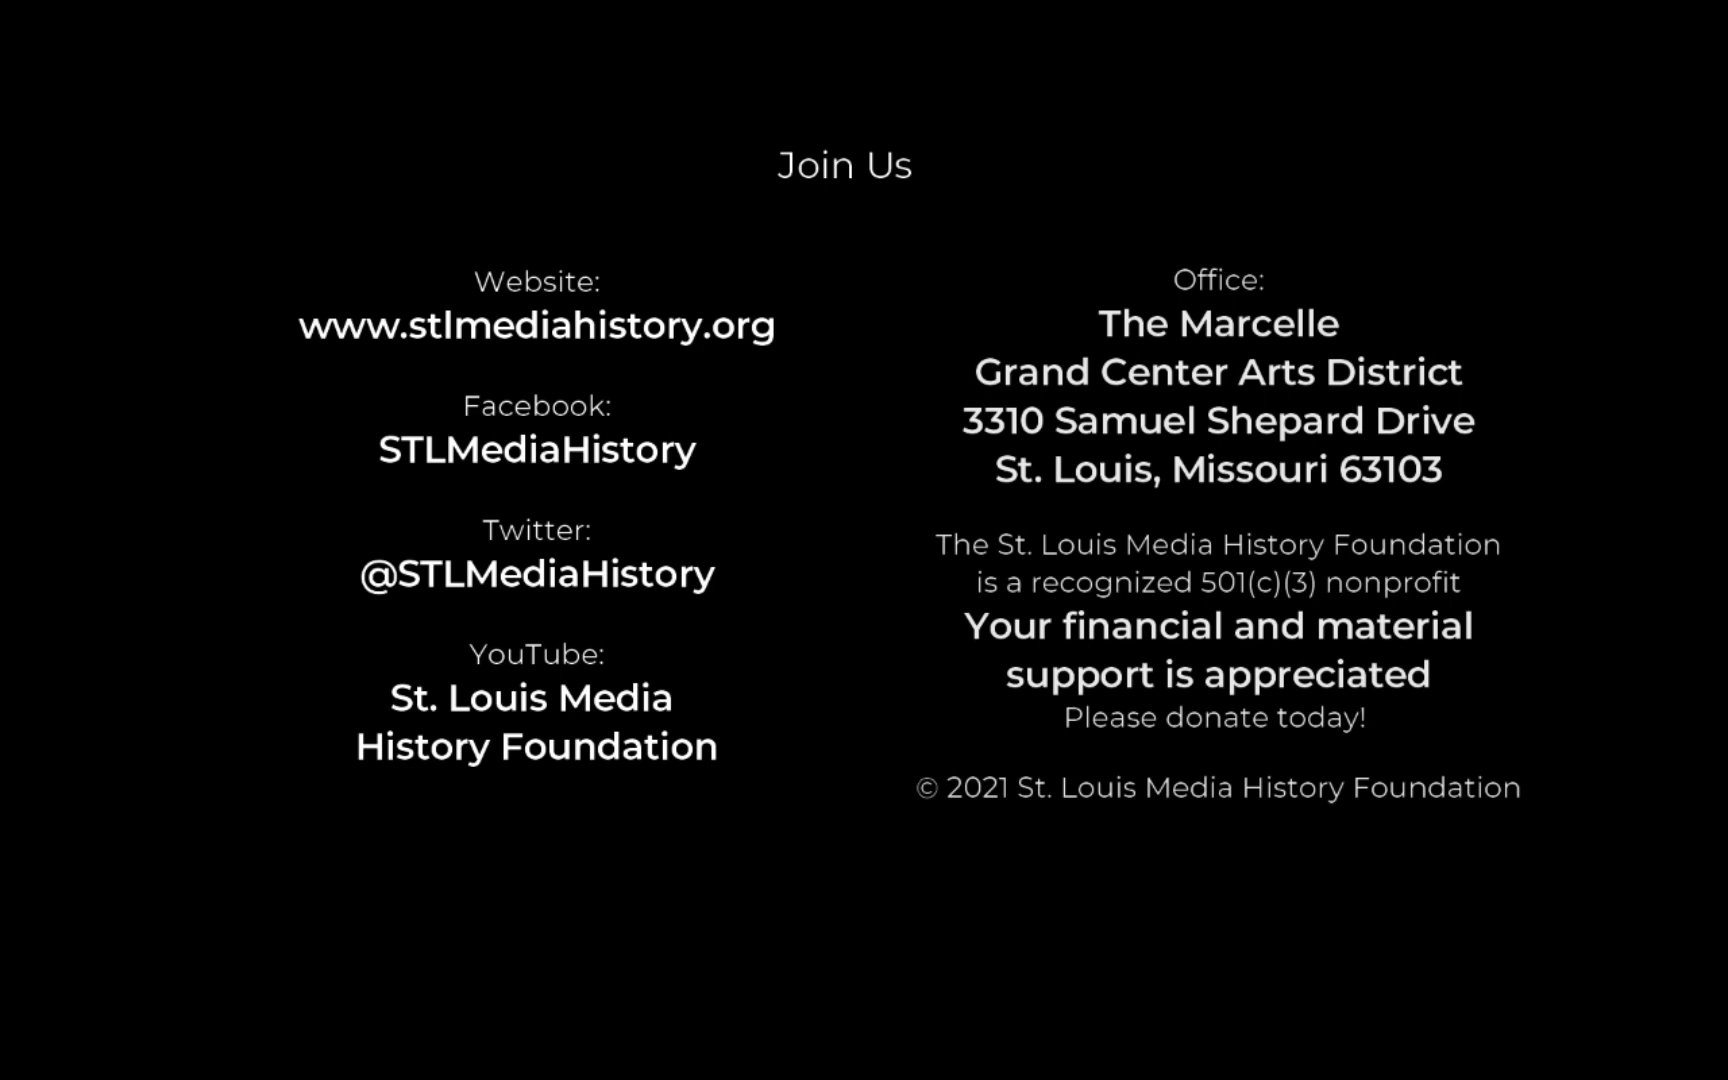 Join Us
Website:
www.stlmediahistory.org
Facebook:
STLMediaHistory
Twitter:
@STLMediaHistory
YouTube:
St. Louis Media
History Foundation
Office:
The Marcelle
Grand Center Arts District
3310 Samuel Shepard Drive
St. Louis, Missouri 63103
The St. Louis Media History Foundation
is a recognized 501(c)(3) nonprofit
Your financial and material
support is appreciated
Please donate today!
© 2021 St. Louis Media History Foundation